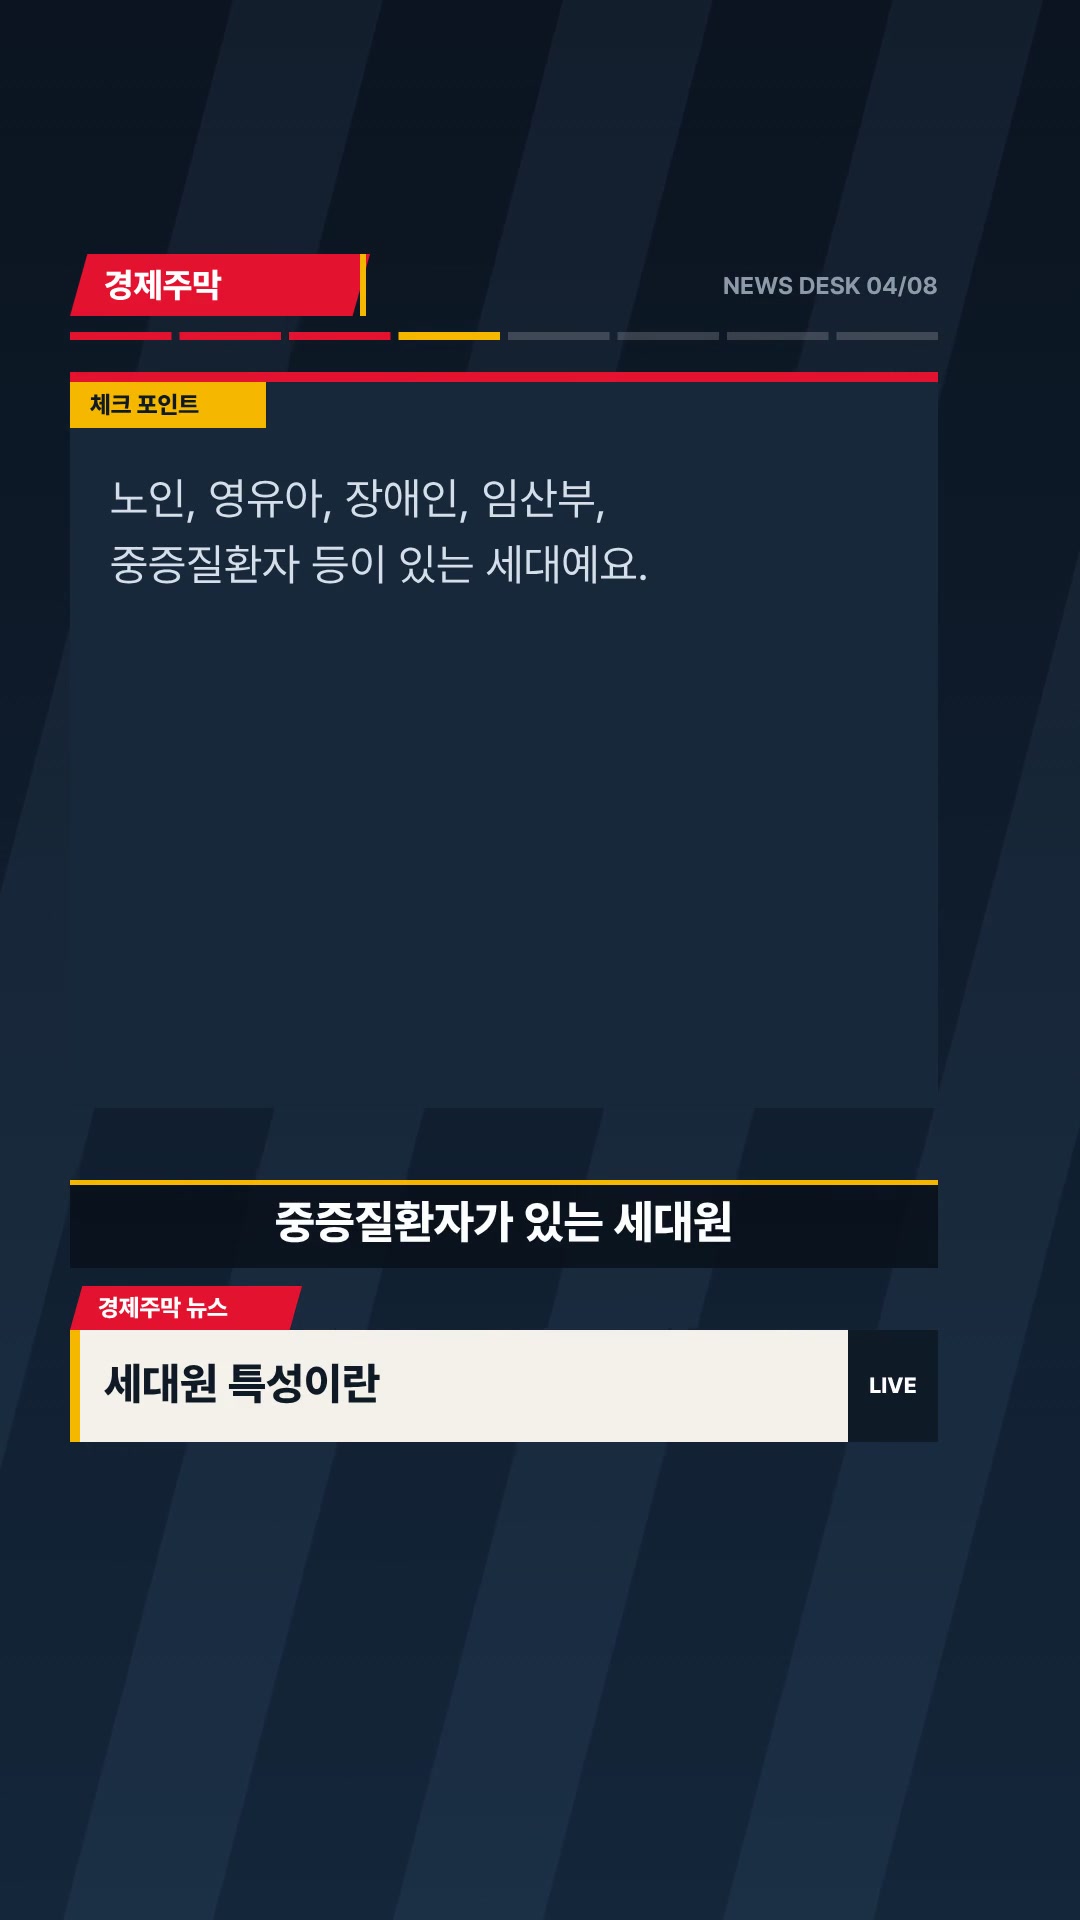 경제주막
NEWS DESK 04/08
체크 포인트
노인, 영유아, 장애인, 임산부,
중증질환자 등이 있는 세대예요.
중증질환자가 있는 세대원
경제주막 뉴스
세대원 특성이란
LIVE